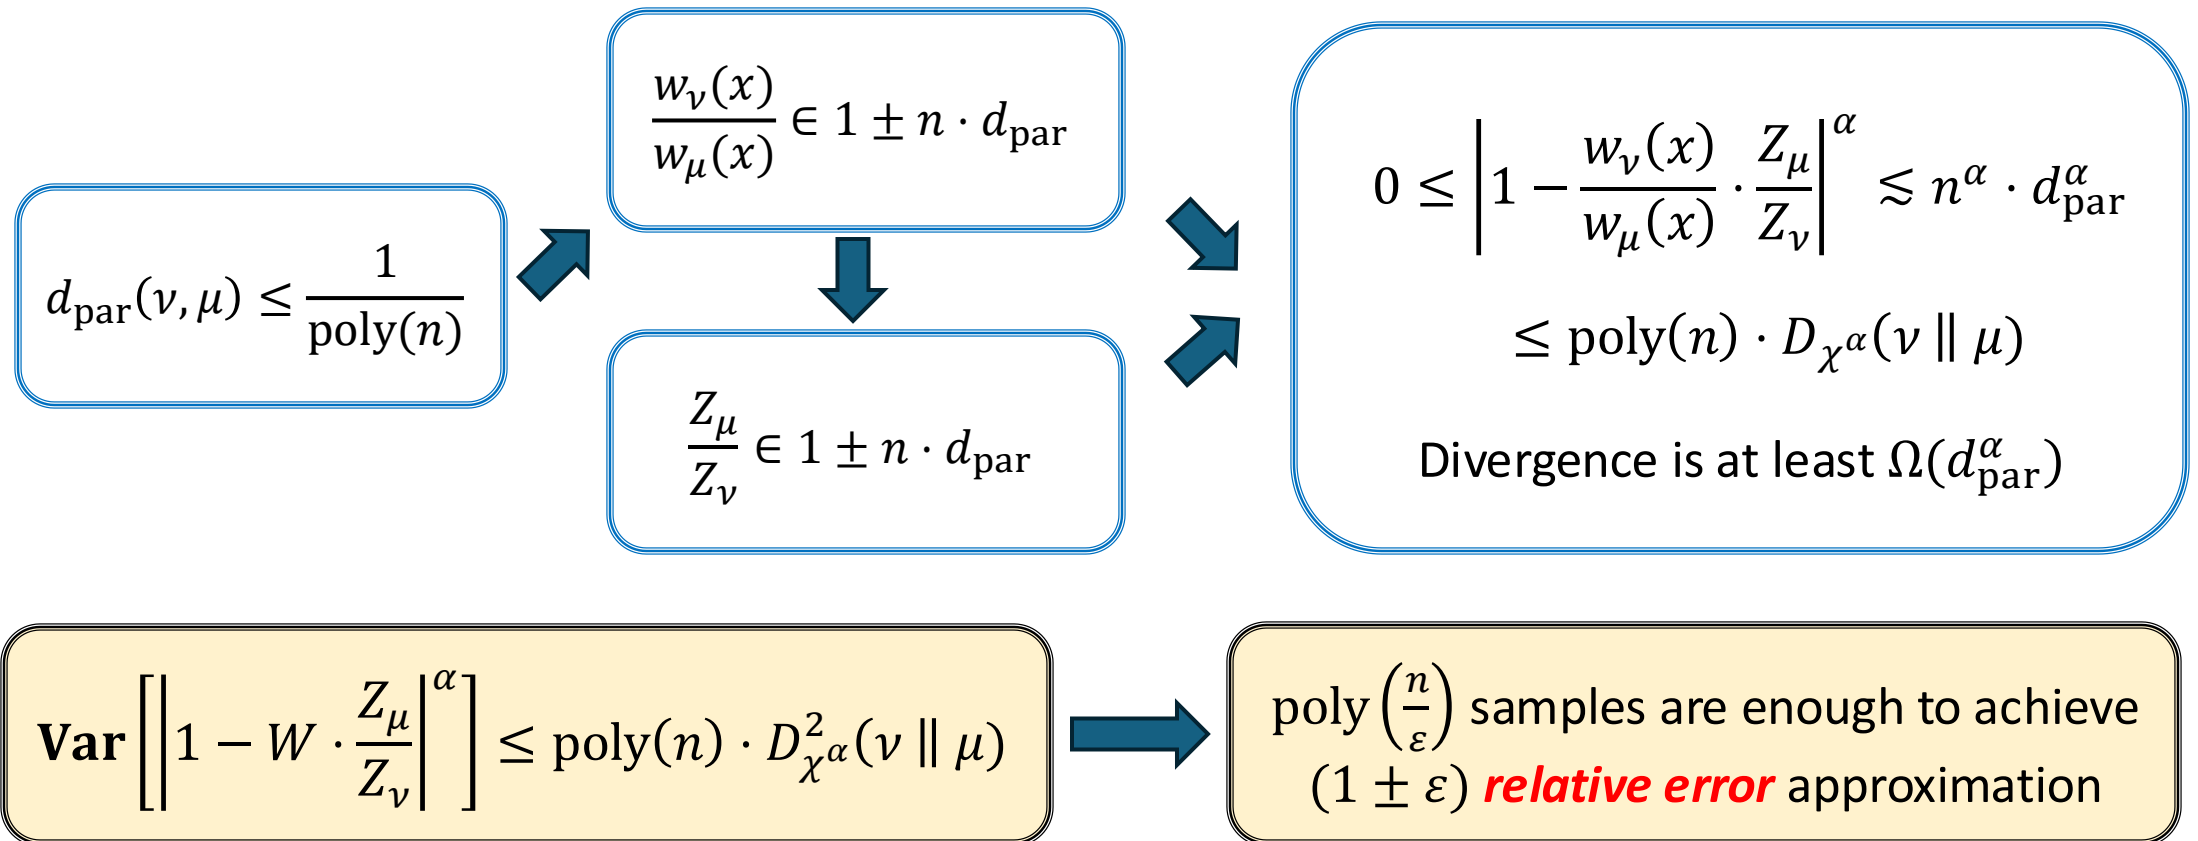 d_par(ν, μ) ≤ 1/poly(n)
w_ν(x)/w_μ(x) ∈ 1 ± n · d_par
Z_μ/Z_ν ∈ 1 ± n · d_par
0 ≤ |1 − w_ν(x)/w_μ(x) · Z_μ/Z_ν|^α ≲ n^α · d_par^α
≤ poly(n) · D_{χ^α}(ν ∥ μ)
Divergence is at least Ω(d_par^α)
Var[|1 − W · Z_μ/Z_ν|^α] ≤ poly(n) · D²_{χ^α}(ν ∥ μ)
poly(n/ε) samples are enough to achieve
(1 ± ε) relative error approximation